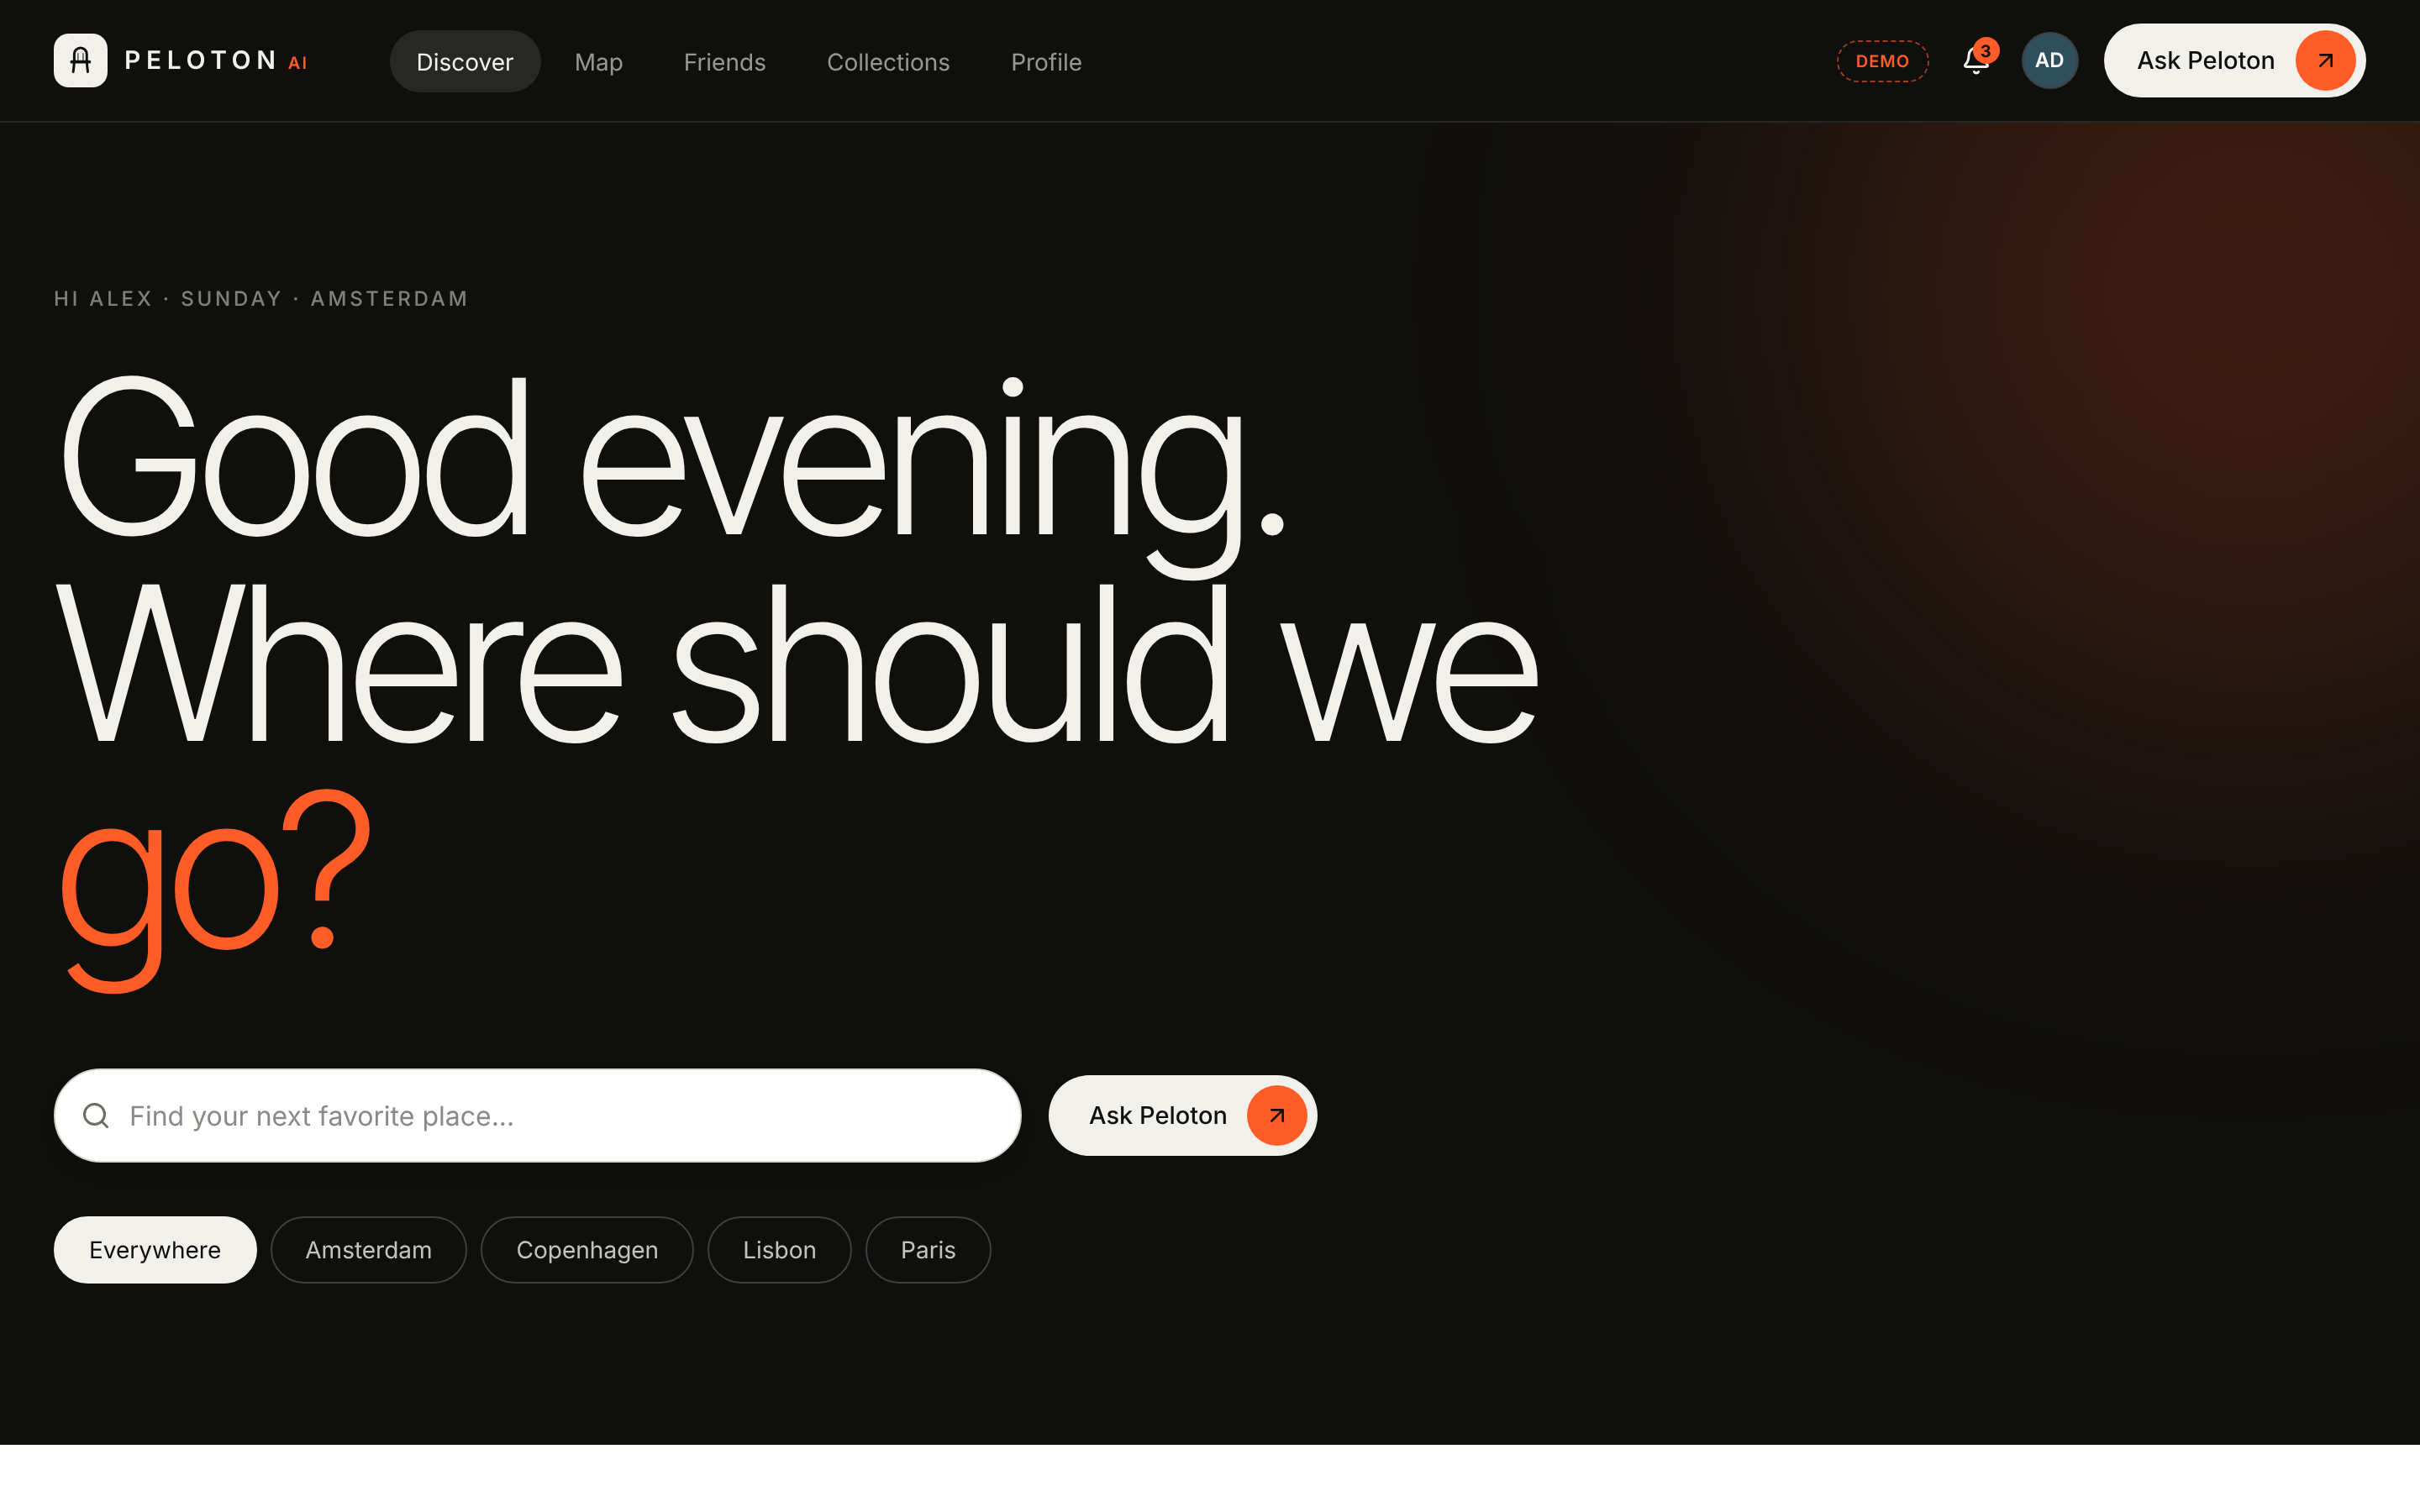 PELOTON AI
Discover Map Friends Collections Profile
DEMO 3 AD Ask Peloton
HI ALEX · SUNDAY · AMSTERDAM
Good evening.
Where should we
go?
Find your next favorite place... Ask Peloton
Everywhere Amsterdam Copenhagen Lisbon Paris